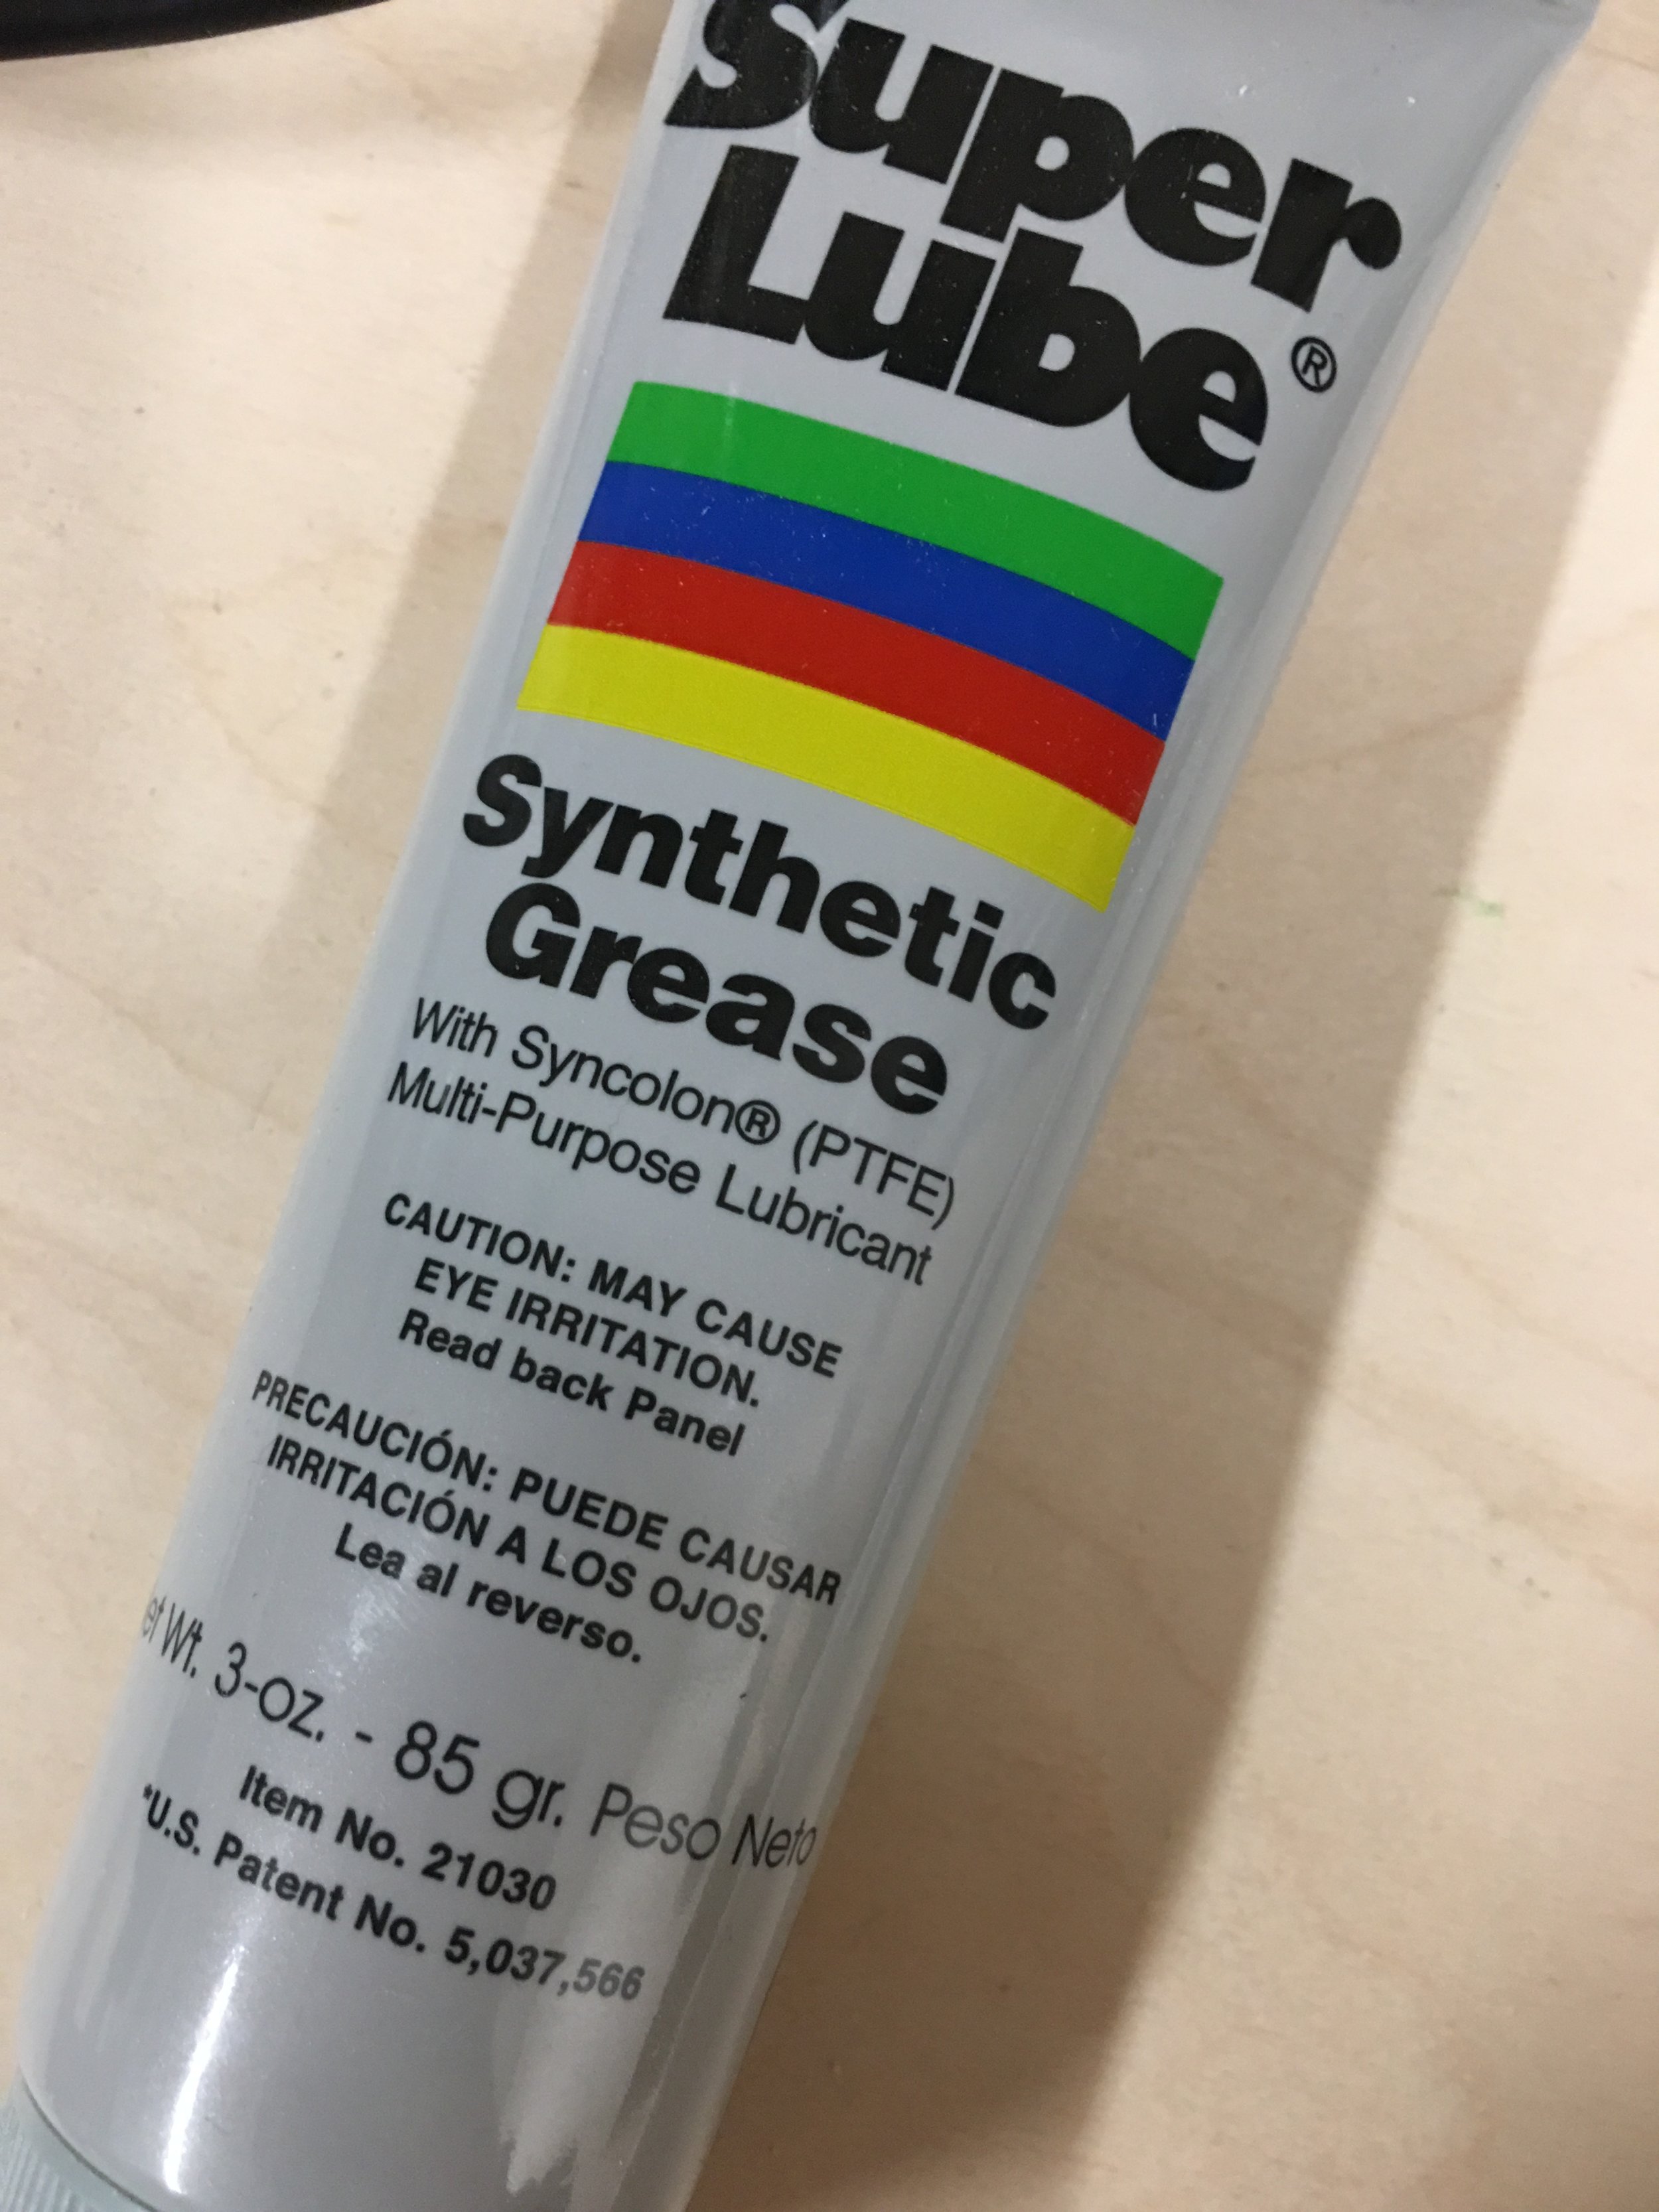 Super
Lube®
Synthetic
Grease
With Syncolon® (PTFE)
Multi-Purpose Lubricant
CAUTION: MAY CAUSE
EYE IRRITATION.
Read back Panel
PRECAUCIÓN: PUEDE CAUSAR
IRRITACIÓN A LOS OJOS.
Lea al reverso.
et Wt. 3-oz. - 85 gr. Peso Neto
Item No. 21030
*U.S. Patent No. 5,037,566